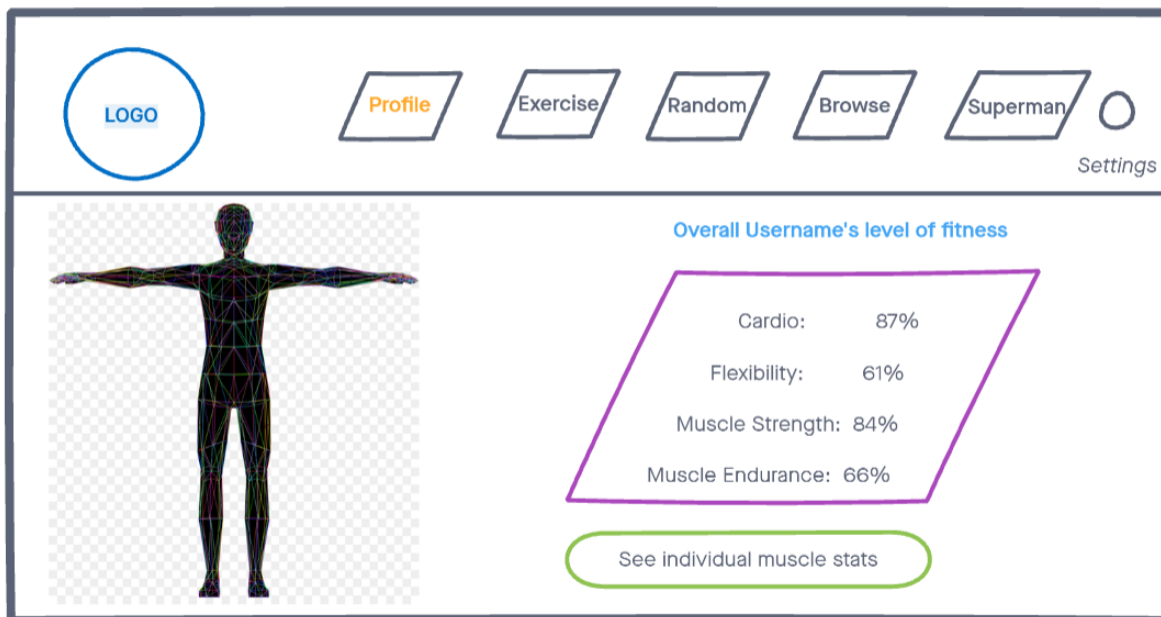 LOGO
Profile
Exercise
Random
Browse
Superman
Settings
Overall Username's level of fitness
Cardio: 87%
Flexibility: 61%
Muscle Strength: 84%
Muscle Endurance: 66%
See individual muscle stats